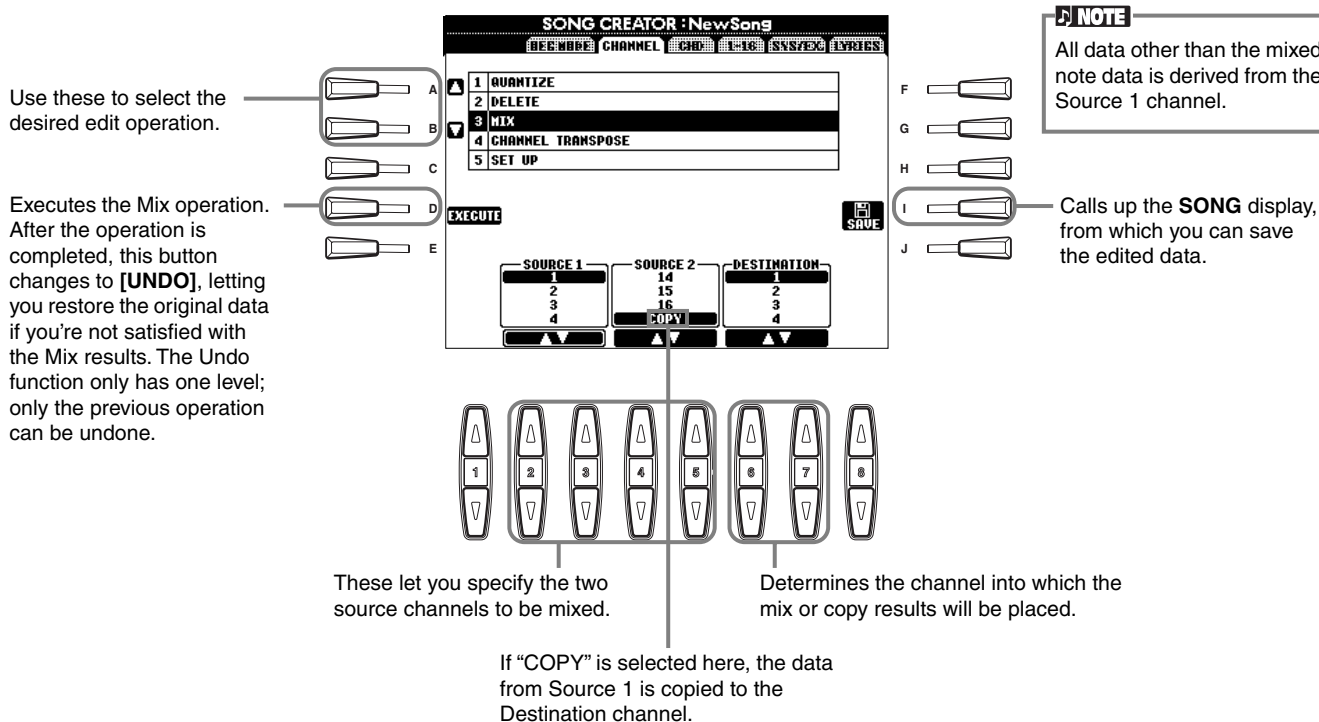 SONG CREATOR : NewSong
REC MODE CHANNEL CHD 1-16 SYS/EX. LYRICS
NOTE
All data other than the mixed
note data is derived from the
Source 1 channel.
Use these to select the
desired edit operation.
A
B
C
D
E
1 QUANTIZE
2 DELETE
3 MIX
4 CHANNEL TRANSPOSE
5 SET UP
F
G
H
I
J
Executes the Mix operation.
After the operation is
completed, this button
changes to [UNDO], letting
you restore the original data
if you're not satisfied with
the Mix results. The Undo
function only has one level;
only the previous operation
can be undone.
EXECUTE
SAVE
Calls up the SONG display,
from which you can save
the edited data.
SOURCE 1 SOURCE 2 DESTINATION
1 14 1
2 15 2
3 16 3
4 COPY 4
1 2 3 4 5 6 7 8
These let you specify the two
source channels to be mixed.
Determines the channel into which the
mix or copy results will be placed.
If “COPY” is selected here, the data
from Source 1 is copied to the
Destination channel.